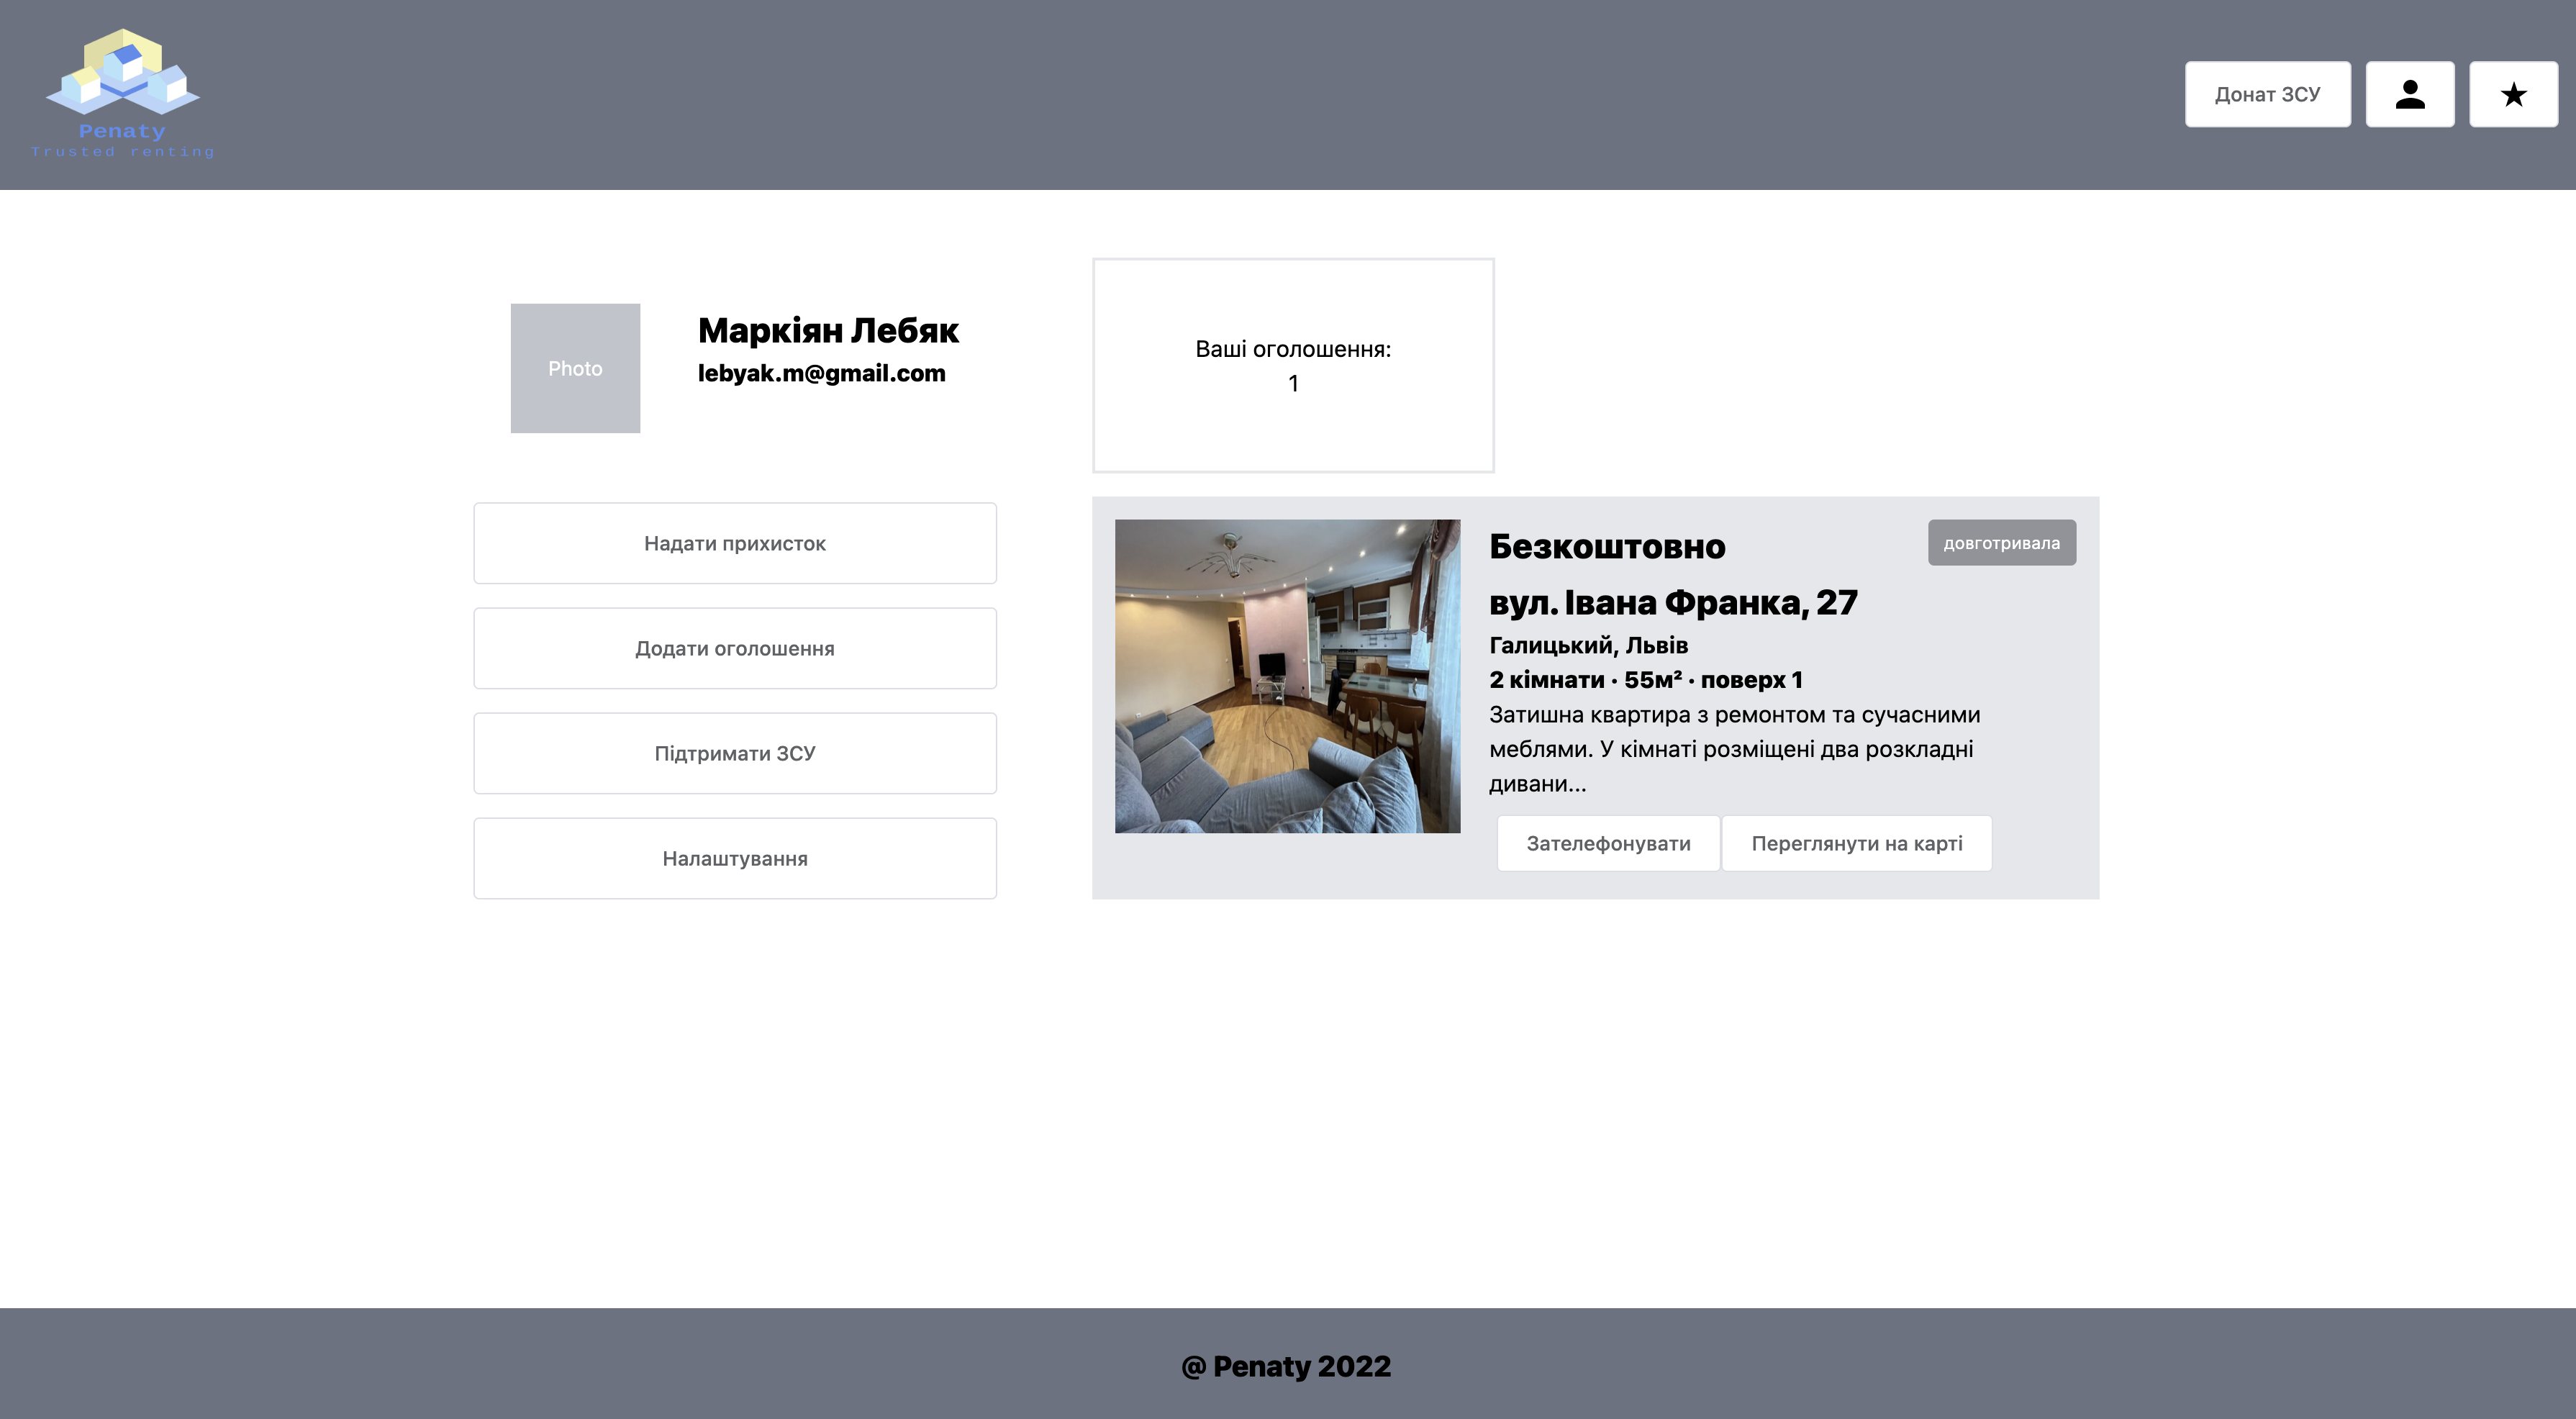 Penaty
Trusted renting
Донат ЗСУ
Photo
Маркіян Лебяк
lebyak.m@gmail.com
Ваші оголошення:
1
Надати прихисток
Додати оголошення
Підтримати ЗСУ
Налаштування
Безкоштовно
довготривала
вул. Івана Франка, 27
Галицький, Львів
2 кімнати · 55м² · поверх 1
Затишна квартира з ремонтом та сучасними
меблями. У кімнаті розміщені два розкладні
дивани...
Зателефонувати
Переглянути на карті
@ Penaty 2022